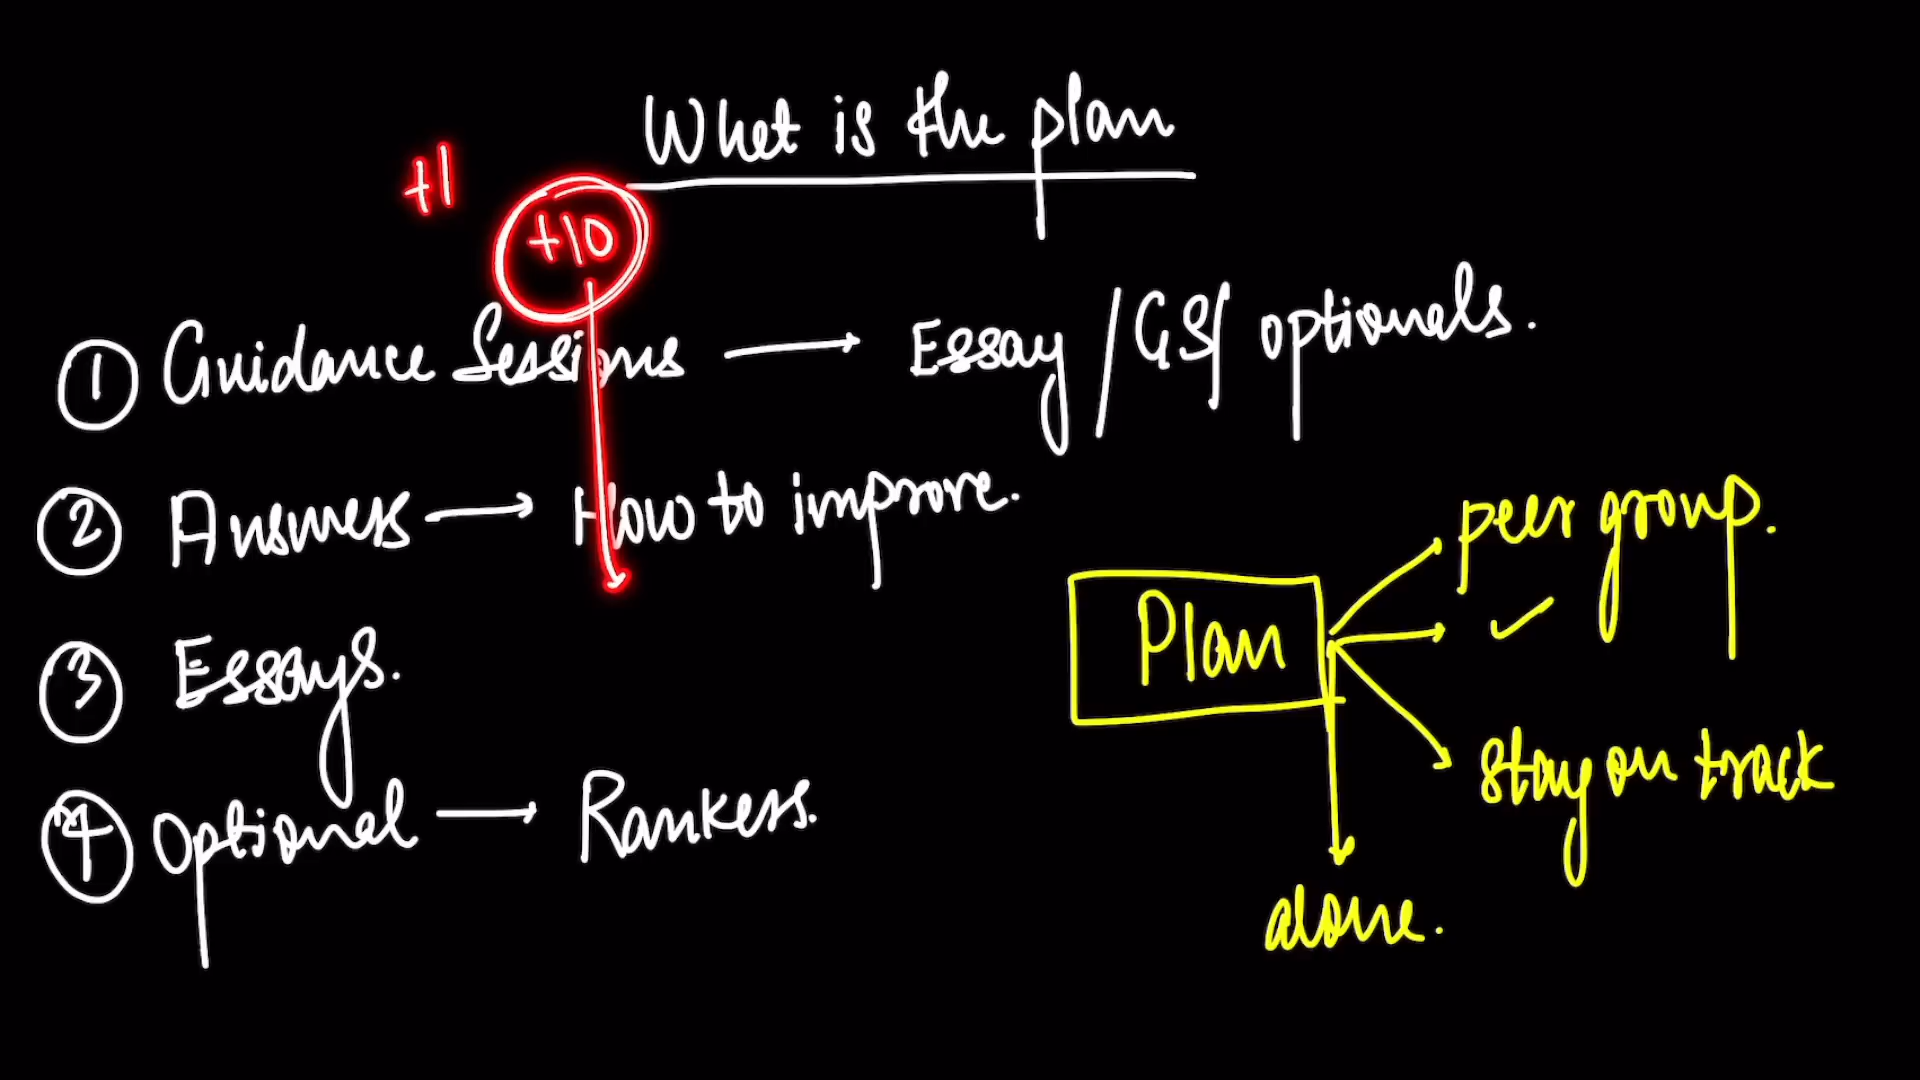 What is the plan
+1
+10
1 Guidance Sessions → Essay / GS / optionals.
2 Answers → How to improve.
3 Essays.
4 Optional → Rankers.
Plan
peer group.
✓
stay on track
alone.